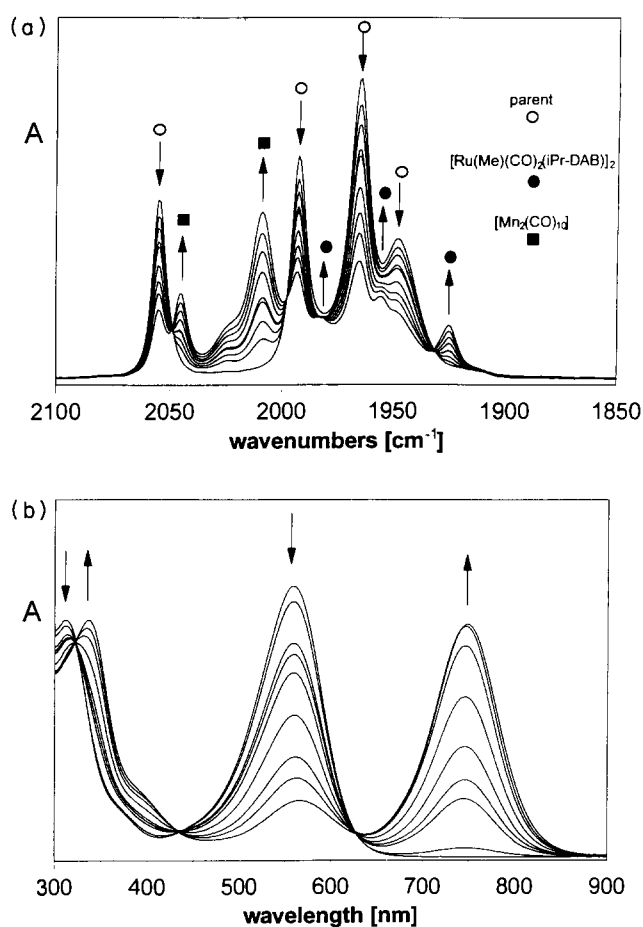 (a)
parent
[Ru(Me)(CO)2(iPr-DAB)]2
[Mn2(CO)10]
A
2100 2050 2000 1950 1900 1850
wavenumbers [cm-1]
(b)
A
300 400 500 600 700 800 900
wavelength [nm]